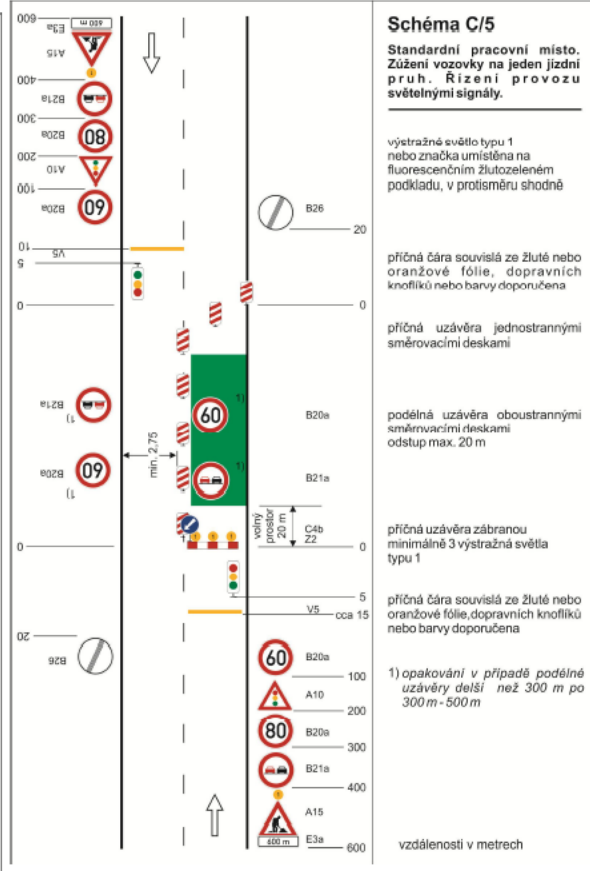 Schéma C/5
Standardní pracovní místo.
Zúžení vozovky na jeden jízdní
pruh. Řízení provozu
světelnými signály.
výstražné světlo typu 1
nebo značka umístěna na
fluorescenčním žlutozeleném
podkladu, v protisměru shodně
příčná čára souvislá ze žluté nebo
oranžové fólie, dopravních
knoflíků nebo barvy doporučena
příčná uzávěra jednostrannými
směrovacími deskami
podélná uzávěra oboustrannými
směrovacími deskami
odstup max. 20 m
příčná uzávěra zábranou
minimálně 3 výstražná světla
typu 1
příčná čára souvislá ze žluté nebo
oranžové fólie,dopravních knoflíků
nebo barvy doporučena
1) opakování v případě podélné
uzávěry delší než 300 m po
300 m - 500 m
vzdálenosti v metrech
600
E3a
600 m
A15
400
B21a
300
B20a
80
200
A10
100
B20a
60
10
V5
5
0
B21a
1)
B20a
60
1)
0
20
B26
min. 2,75
B26
20
0
1)
60
B20a
1)
B21a
volný
prostor
20 m
C4b
Z2
0
5
V5
cca 15
60
B20a
100
A10
200
80
B20a
300
B21a
400
A15
600 m
E3a
600